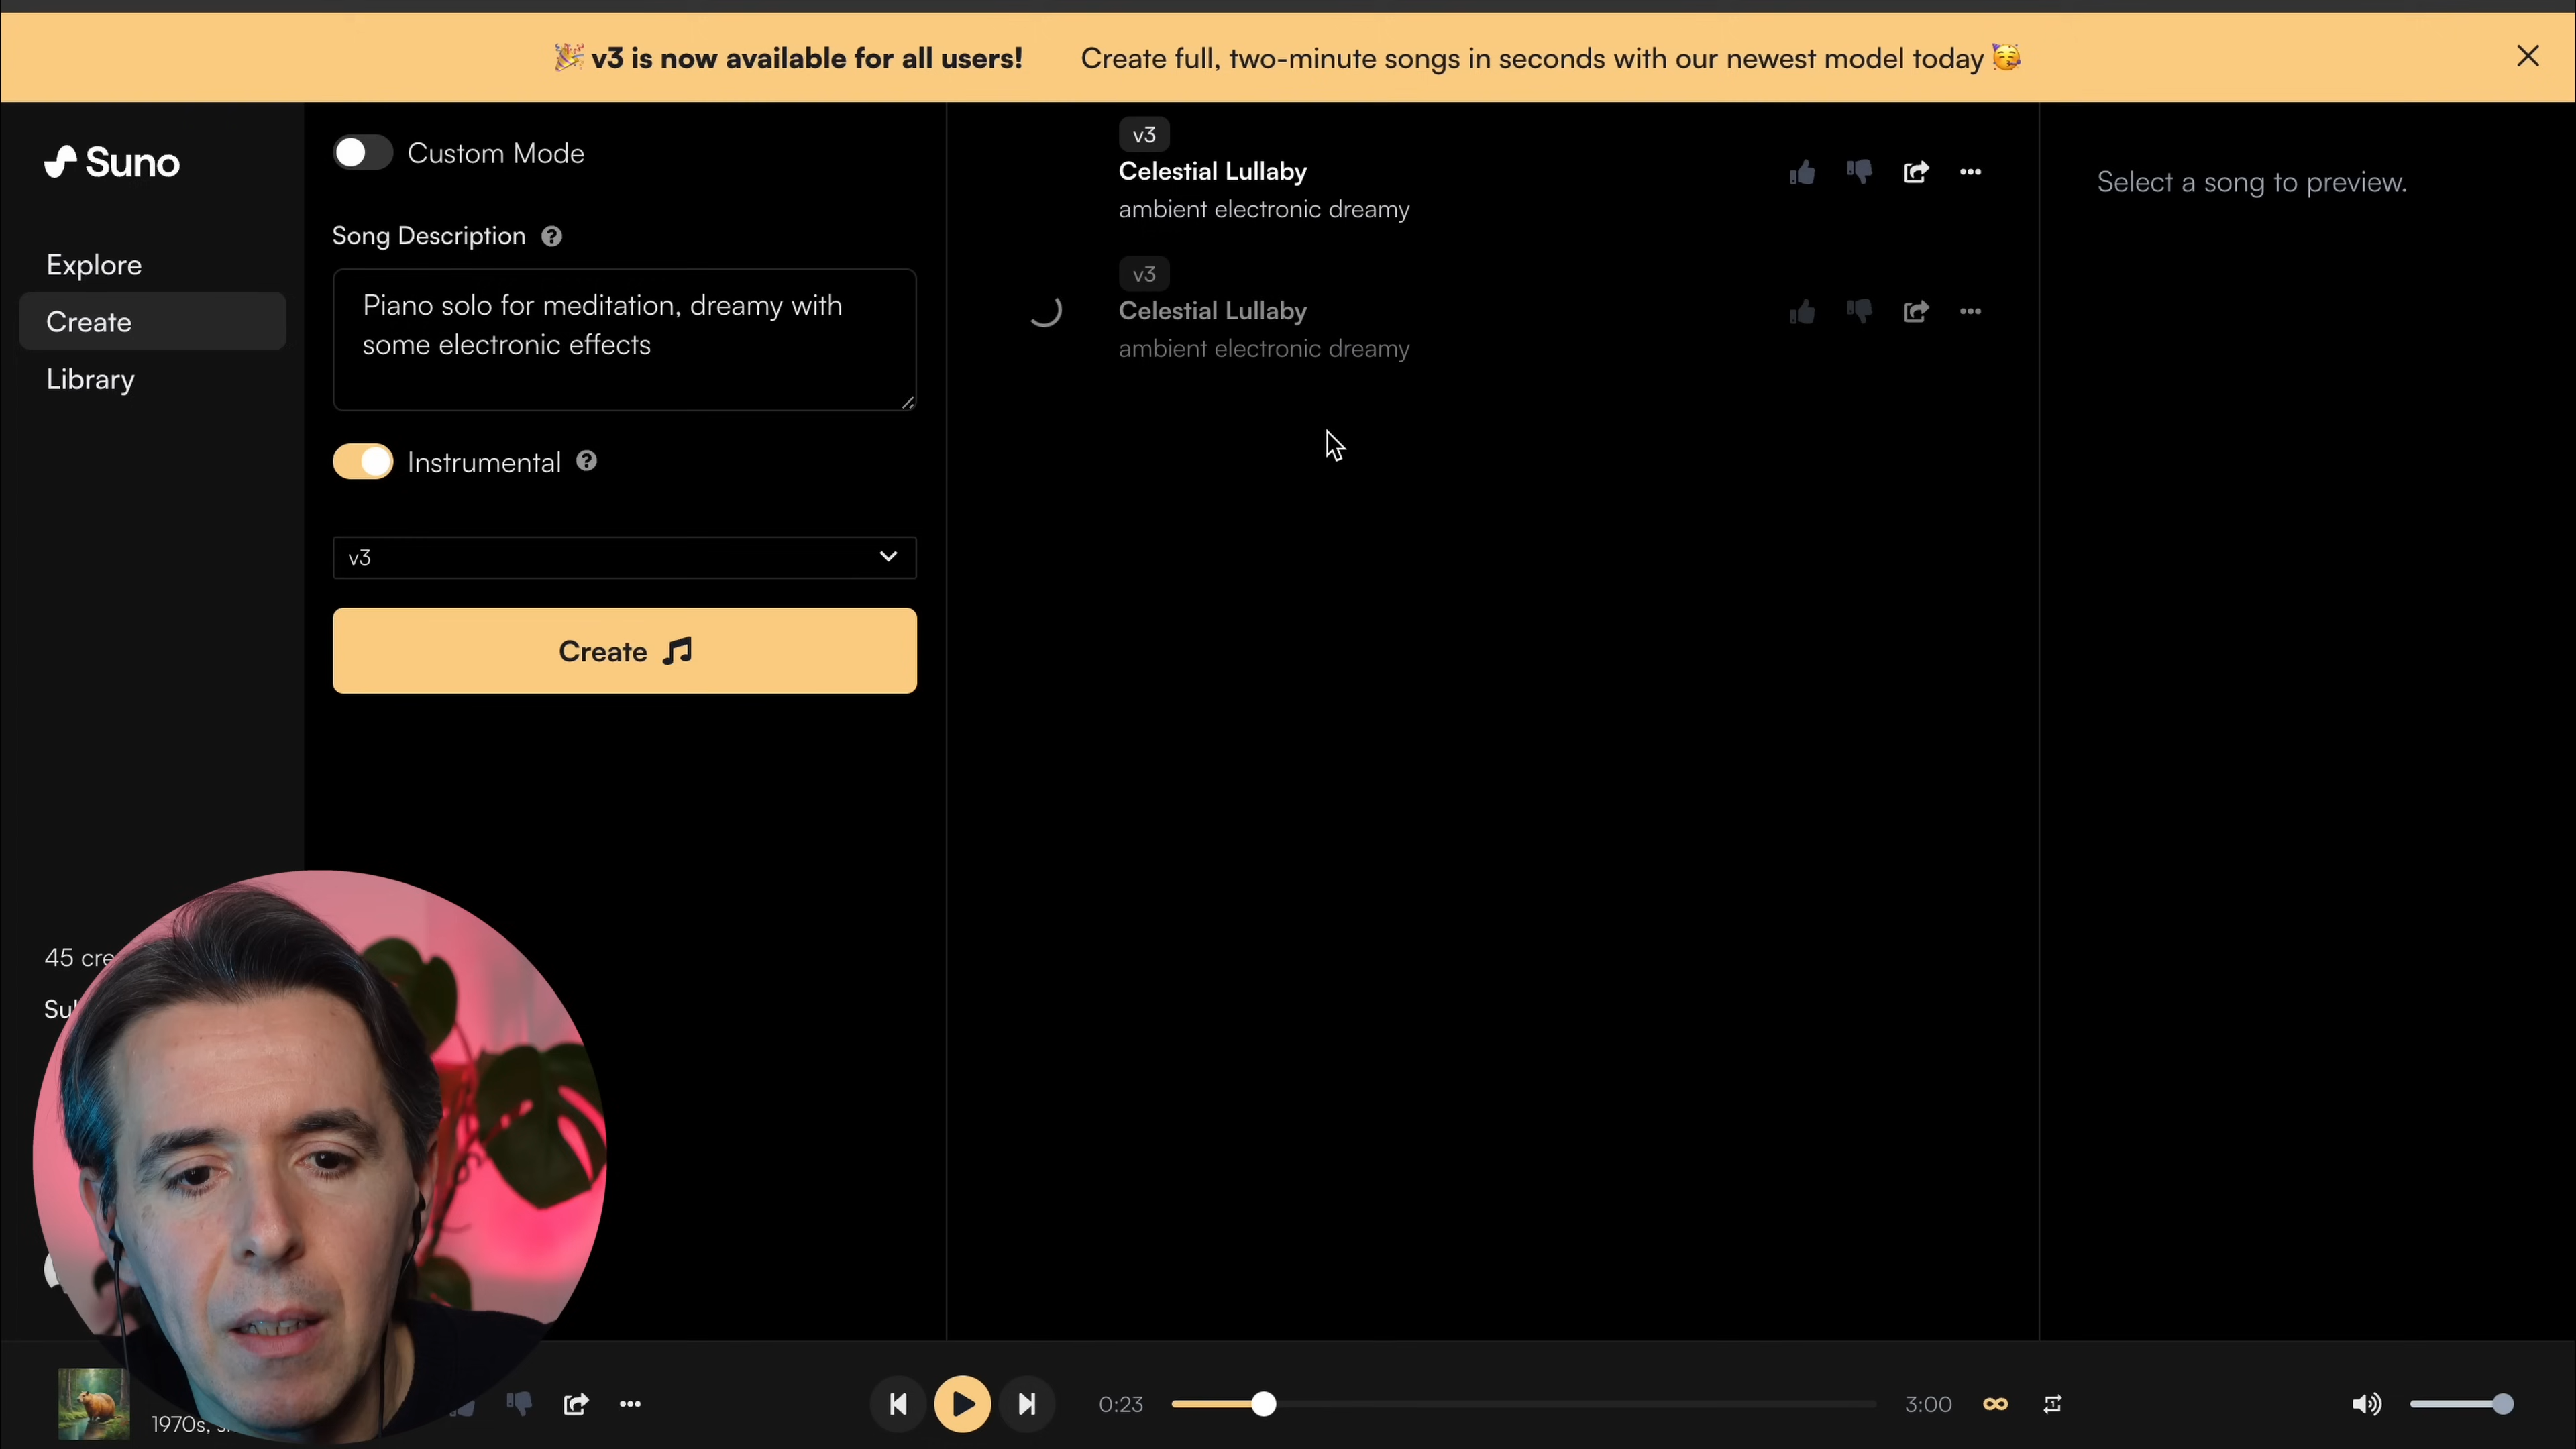 🎉 v3 is now available for all users! Create full, two-minute songs in seconds with our newest model today 🥳
Suno
Explore
Create
Library
45
Custom Mode
Song Description
Piano solo for meditation, dreamy with
some electronic effects
Instrumental
v3
Create
v3
Celestial Lullaby
ambient electronic dreamy
v3
Celestial Lullaby
ambient electronic dreamy
Select a song to preview.
1970s,
0:23
3:00